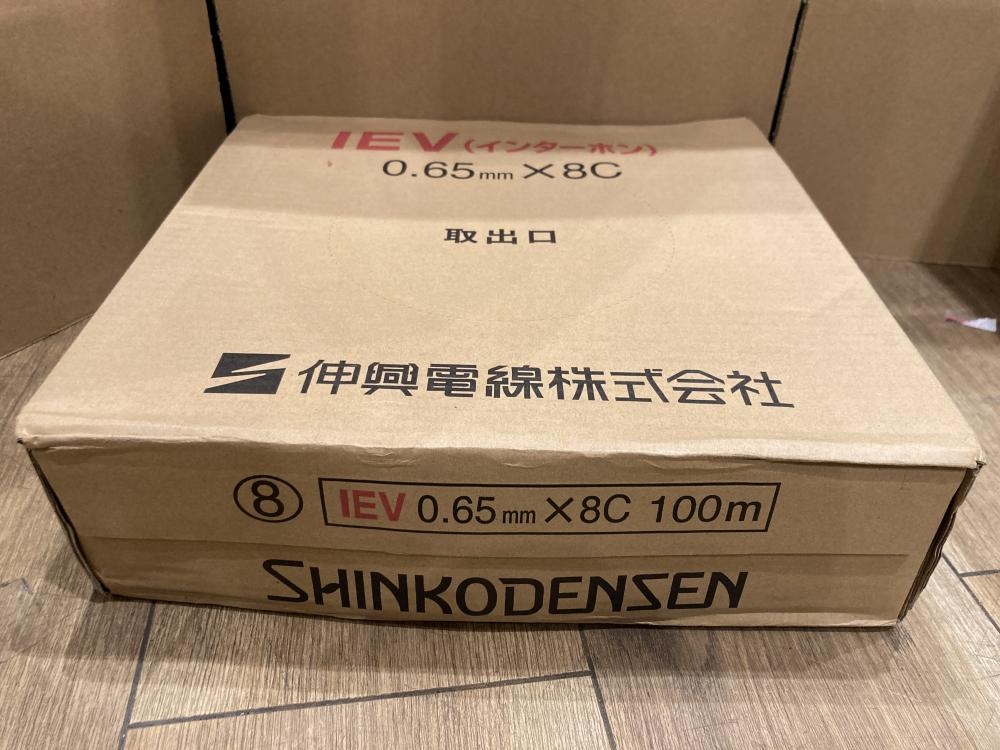 IEV(インターホン)
0.65mm×8C
取出口
伸興電線株式会社
⑧ IEV 0.65mm×8C 100m
SHINKODENSEN